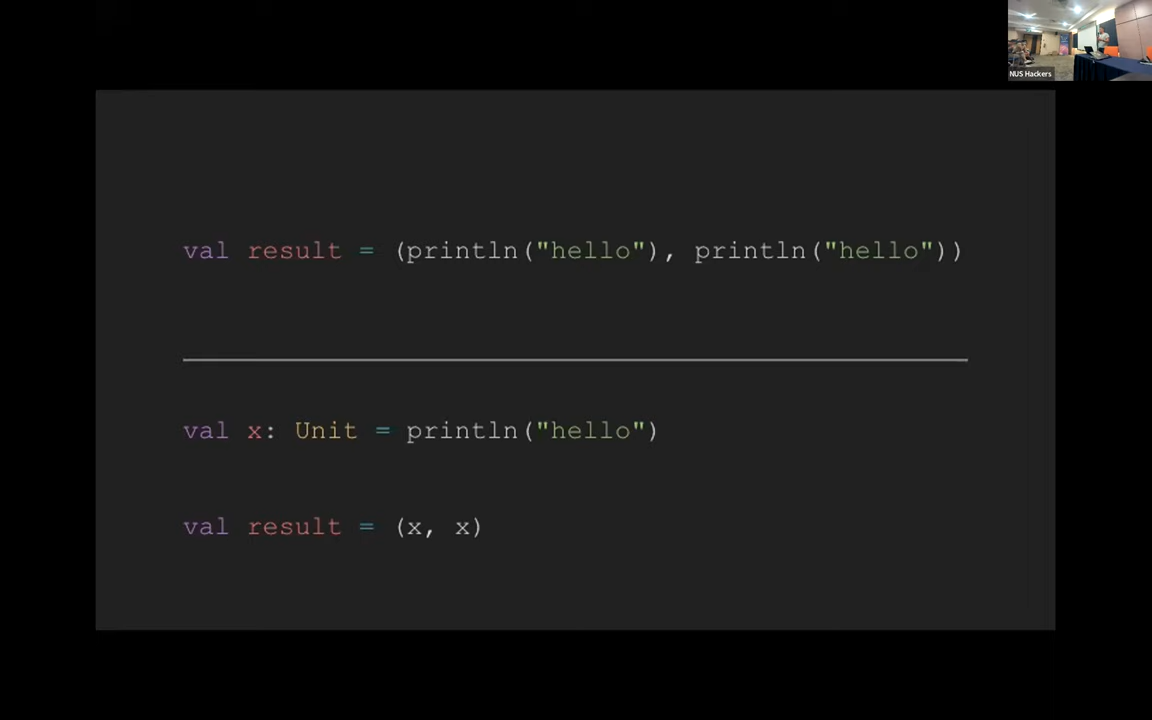 NUS Hackers
val result = (println("hello"), println("hello"))
val x: Unit = println("hello")
val result = (x, x)